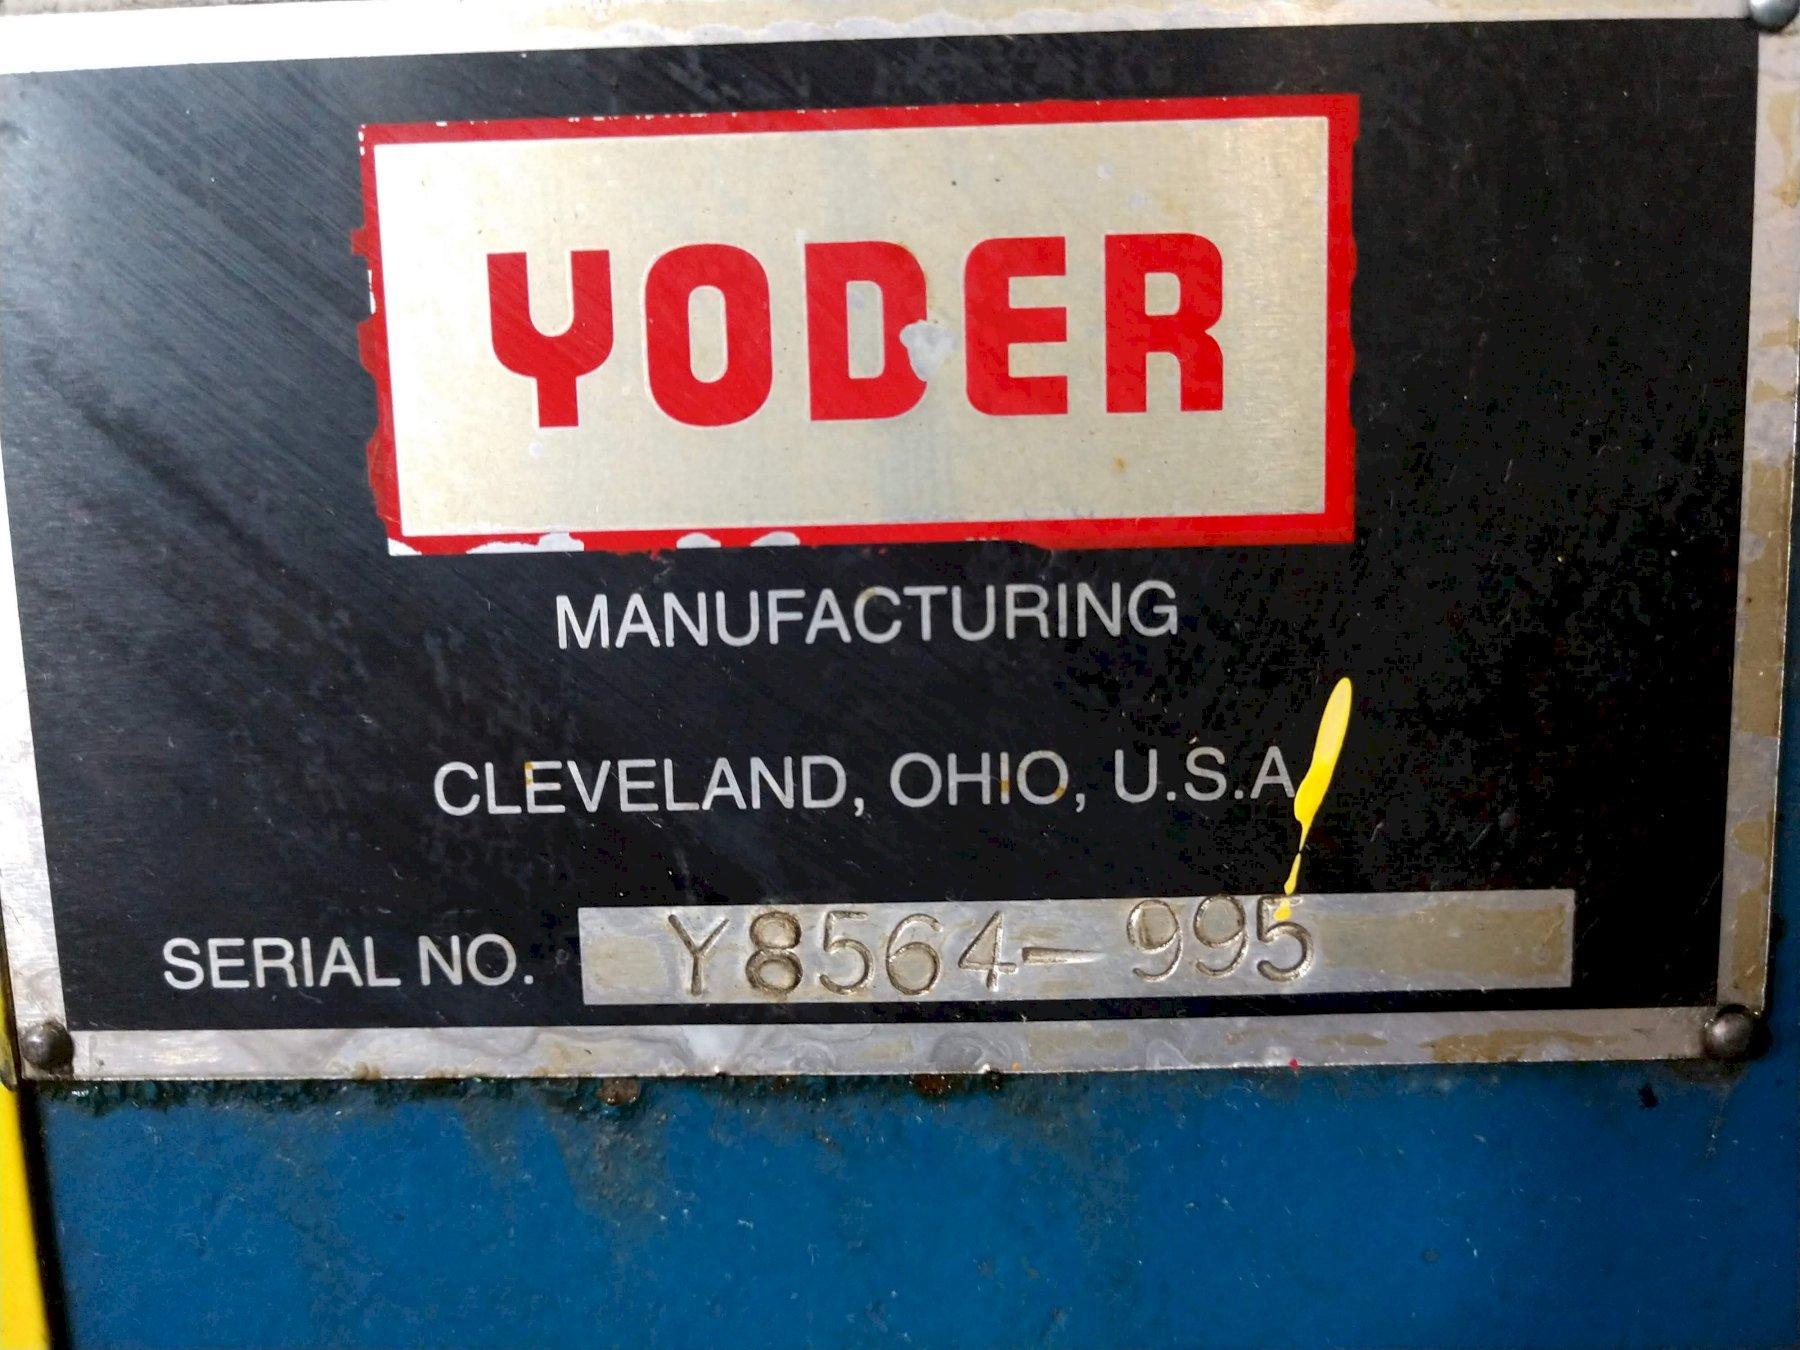 YODER
MANUFACTURING
CLEVELAND, OHIO, U.S.A
SERIAL NO. Y8564-995